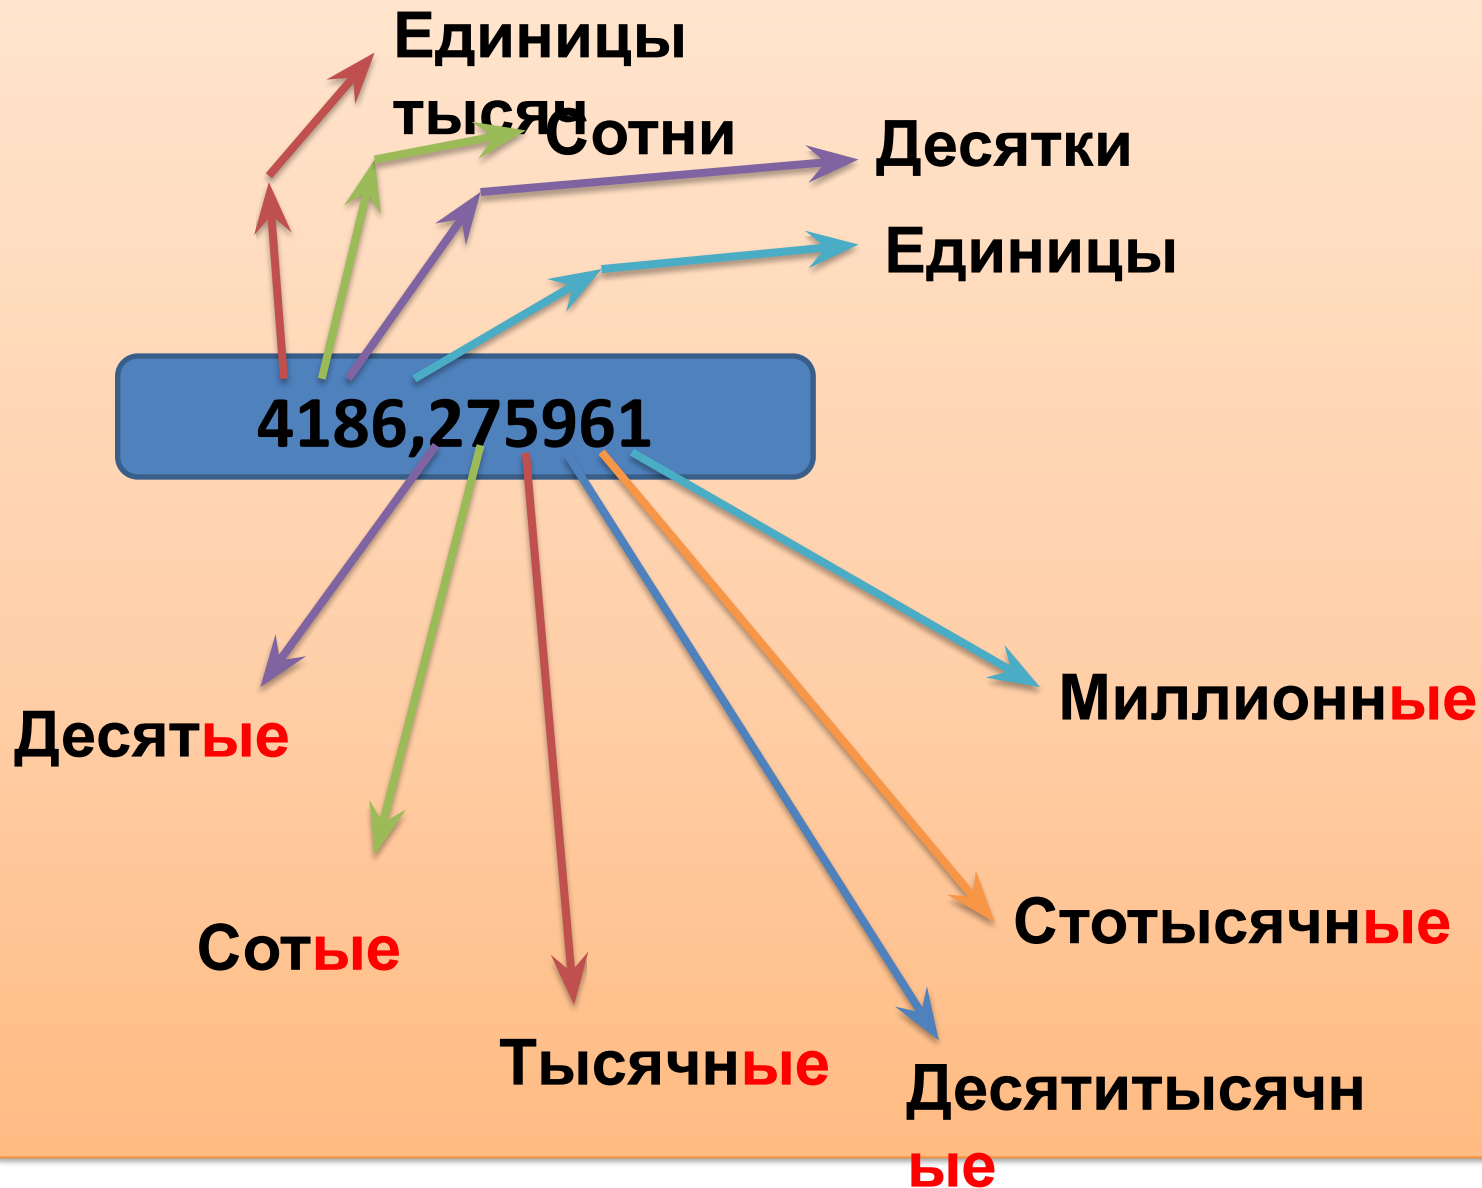 Единицы
тысяч
Сотни
Десятки
Единицы
4186,275961
Миллионные
Десятые
Стотысячные
Сотые
Тысячные
Десятитысячн
ые